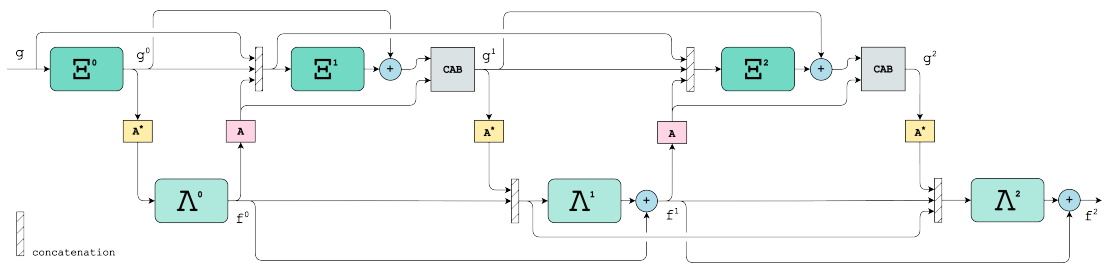 g
Ξ⁰
g⁰
Ξ¹
CAB
g¹
Ξ²
CAB
g²
A*
A
A*
A
A*
Λ⁰
f⁰
Λ¹
f¹
Λ²
f²
+
+
+
+
concatenation